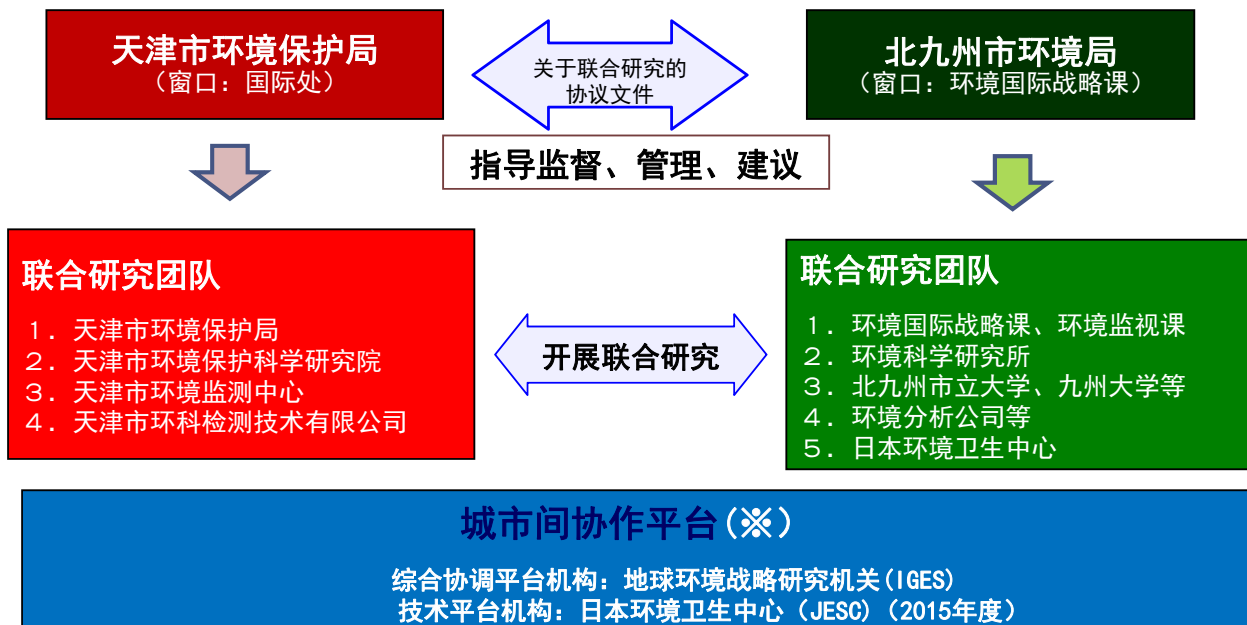 天津市环境保护局
（窗口：国际处）
关于联合研究的
协议文件
北九州市环境局
（窗口：环境国际战略课）
指导监督、管理、建议
联合研究团队
１．天津市环境保护局
２．天津市环境保护科学研究院
３．天津市环境监测中心
４．天津市环科检测技术有限公司
开展联合研究
联合研究团队
１．环境国际战略课、环境监视课
２．环境科学研究所
３．北九州市立大学、九州大学等
４．环境分析公司等
５．日本环境卫生中心
城市间协作平台(※)
综合协调平台机构：地球环境战略研究机关(IGES)
技术平台机构：日本环境卫生中心（JESC)（2015年度）